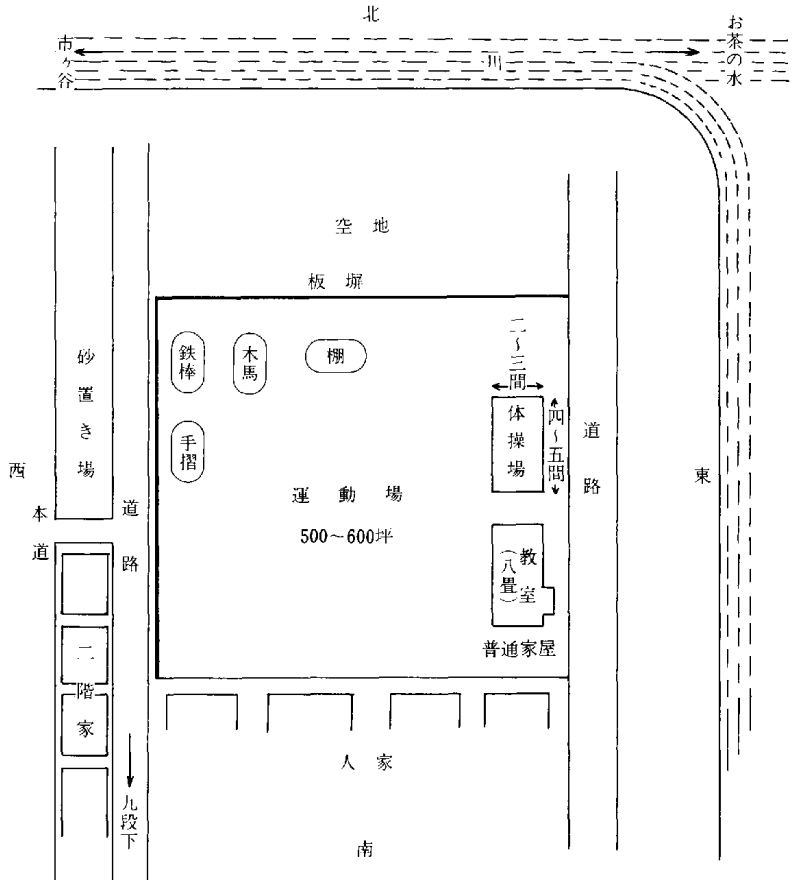 北
お茶の水
市ヶ谷
川
空地
板塀
鉄棒
木馬
棚
二〜三間
体操場
四〜五間
手摺
砂置き場
道路
東
西
本道
道路
運動場
500〜600坪
教室
(八畳)
普通家屋
二階家
人家
九段下
南